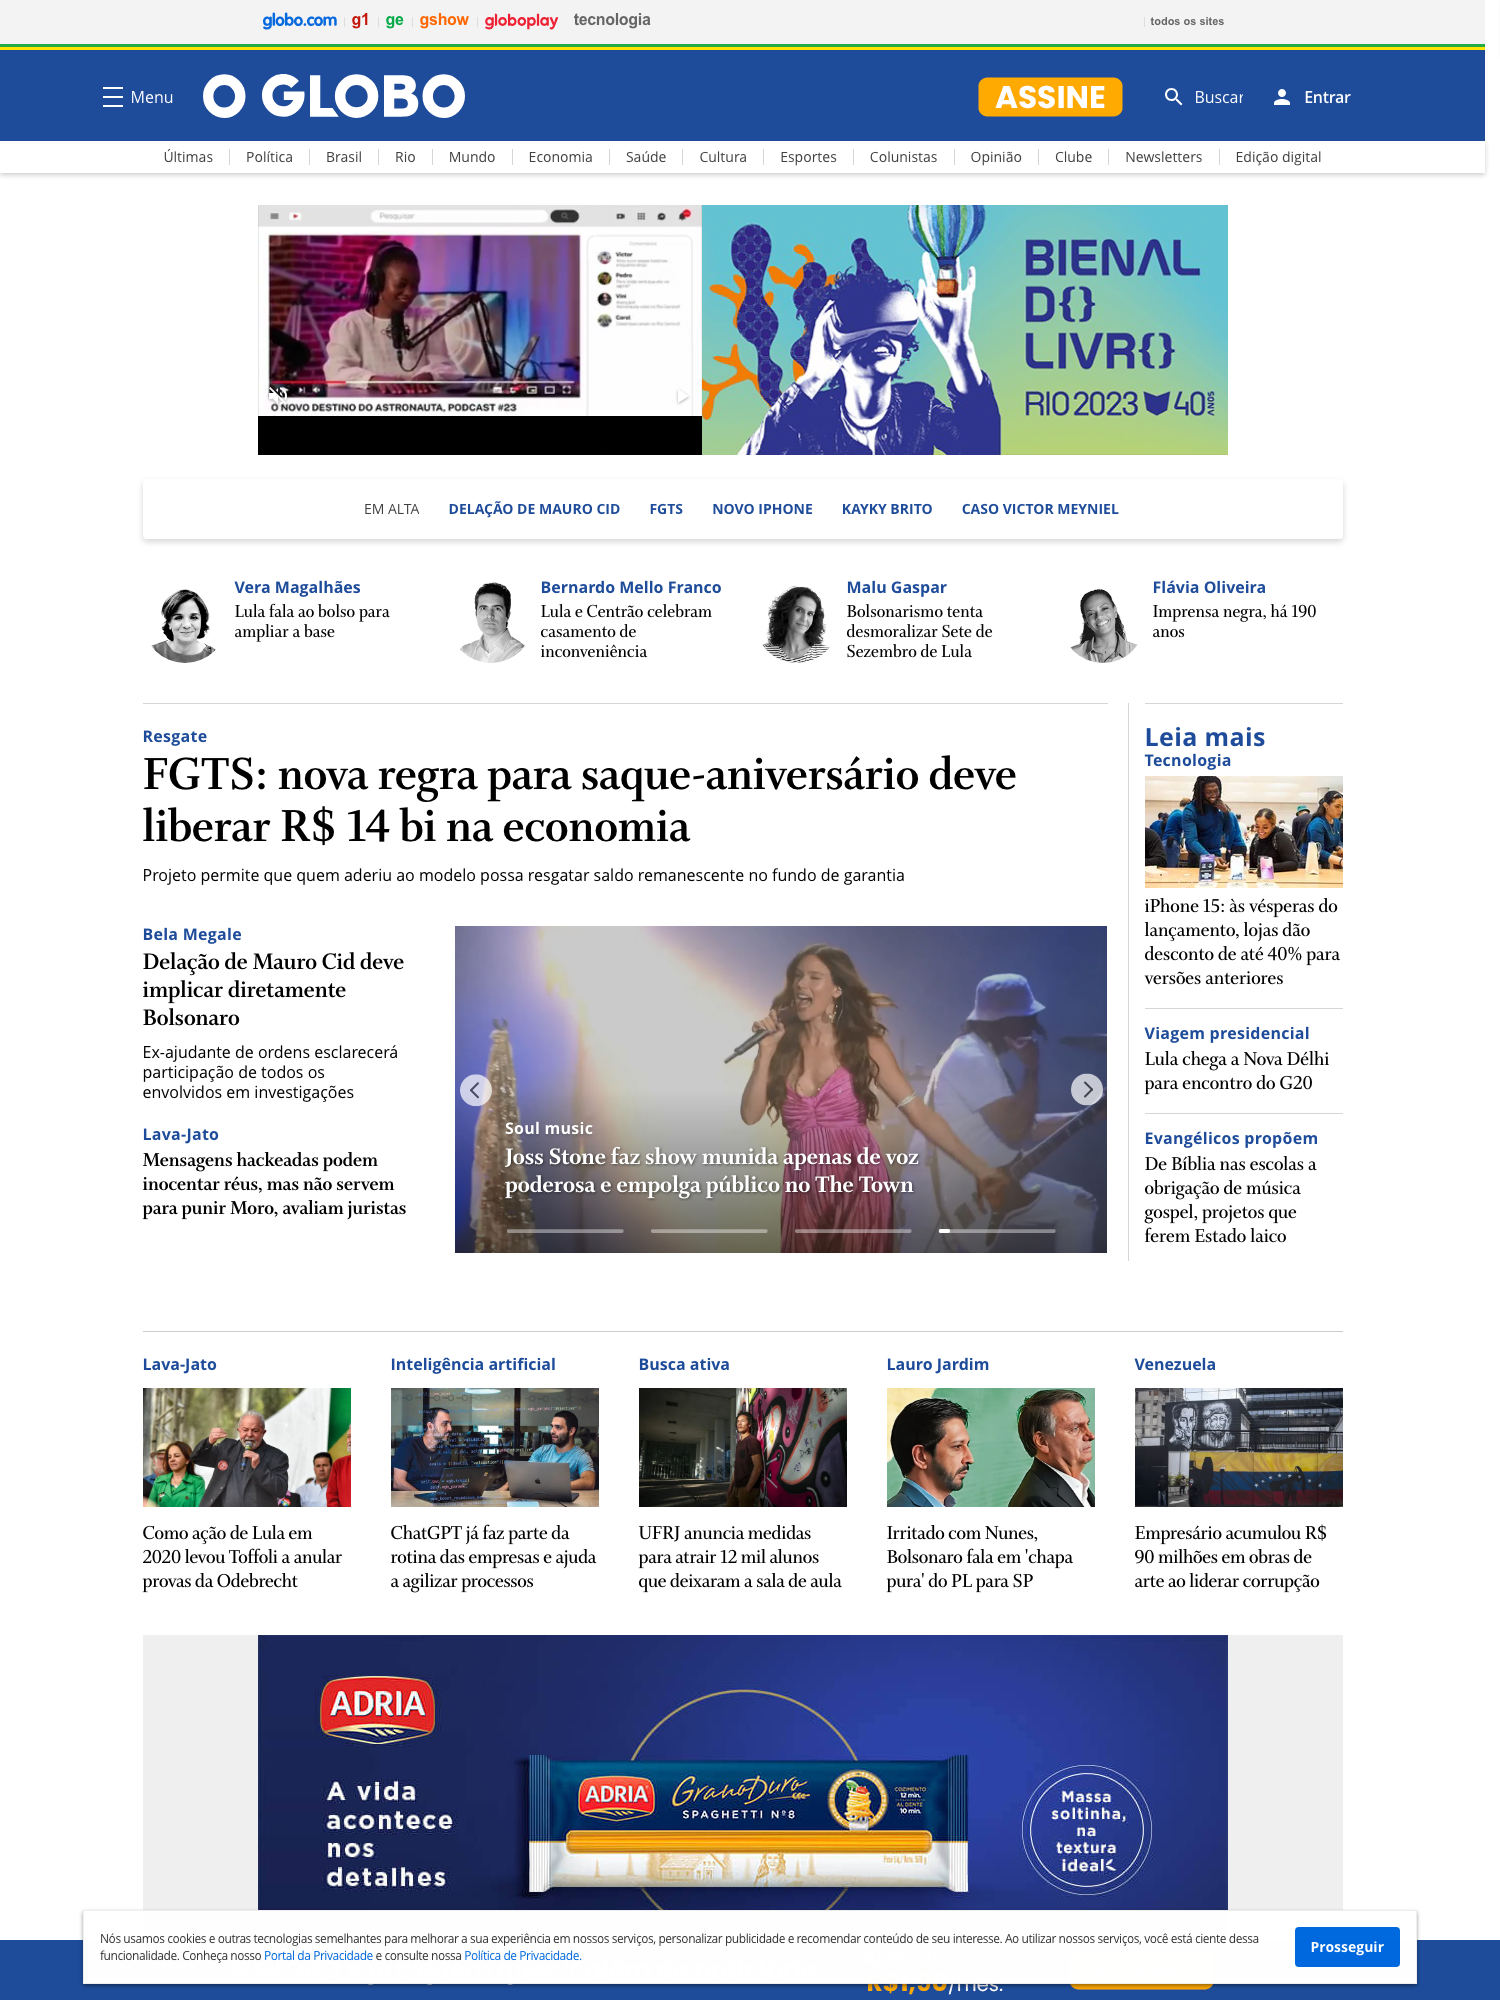 globo.com g1 ge gshow globoplay tecnologia todos os sites
Menu O GLOBO ASSINE Buscar Entrar
Últimas Política Brasil Rio Mundo Economia Saúde Cultura Esportes Colunistas Opinião Clube Newsletters Edição digital
Pesquisar
Victor
Pedro
Vini
Carol
O NOVO DESTINO DO ASTRONAUTA, PODCAST #23
BIENAL
D{}
LIVR{}
RIO 2023 40 ANOS
EM ALTA DELAÇÃO DE MAURO CID FGTS NOVO IPHONE KAYKY BRITO CASO VICTOR MEYNIEL
Vera Magalhães
Lula fala ao bolso para
ampliar a base
Bernardo Mello Franco
Lula e Centrão celebram
casamento de
inconveniência
Malu Gaspar
Bolsonarismo tenta
desmoralizar Sete de
Sezembro de Lula
Flávia Oliveira
Imprensa negra, há 190
anos
Resgate
FGTS: nova regra para saque-aniversário deve
liberar R$ 14 bi na economia
Projeto permite que quem aderiu ao modelo possa resgatar saldo remanescente no fundo de garantia
Bela Megale
Delação de Mauro Cid deve
implicar diretamente
Bolsonaro
Ex-ajudante de ordens esclarecerá
participação de todos os
envolvidos em investigações
Lava-Jato
Mensagens hackeadas podem
inocentar réus, mas não servem
para punir Moro, avaliam juristas
Soul music
Joss Stone faz show munida apenas de voz
poderosa e empolga público no The Town
Leia mais
Tecnologia
iPhone 15: às vésperas do
lançamento, lojas dão
desconto de até 40% para
versões anteriores
Viagem presidencial
Lula chega a Nova Délhi
para encontro do G20
Evangélicos propõem
De Bíblia nas escolas a
obrigação de música
gospel, projetos que
ferem Estado laico
Lava-Jato
Como ação de Lula em
2020 levou Toffoli a anular
provas da Odebrecht
Inteligência artificial
ChatGPT já faz parte da
rotina das empresas e ajuda
a agilizar processos
Busca ativa
UFRJ anuncia medidas
para atrair 12 mil alunos
que deixaram a sala de aula
Lauro Jardim
Irritado com Nunes,
Bolsonaro fala em 'chapa
pura' do PL para SP
Venezuela
Empresário acumulou R$
90 milhões em obras de
arte ao liderar corrupção
ADRIA
A vida
acontece
nos
detalhes
ADRIA GranoDuro
SPAGHETTI Nº8
COZIMENTO
12 min.
AL DENTE
10 min.
Massa
soltinha,
na
textura
ideal
Nós usamos cookies e outras tecnologias semelhantes para melhorar a sua experiência em nossos serviços, personalizar publicidade e recomendar conteúdo de seu interesse. Ao utilizar nossos serviços, você está ciente dessa
funcionalidade. Conheça nosso Portal da Privacidade e consulte nossa Política de Privacidade.
Prosseguir
R$1,90/mês.